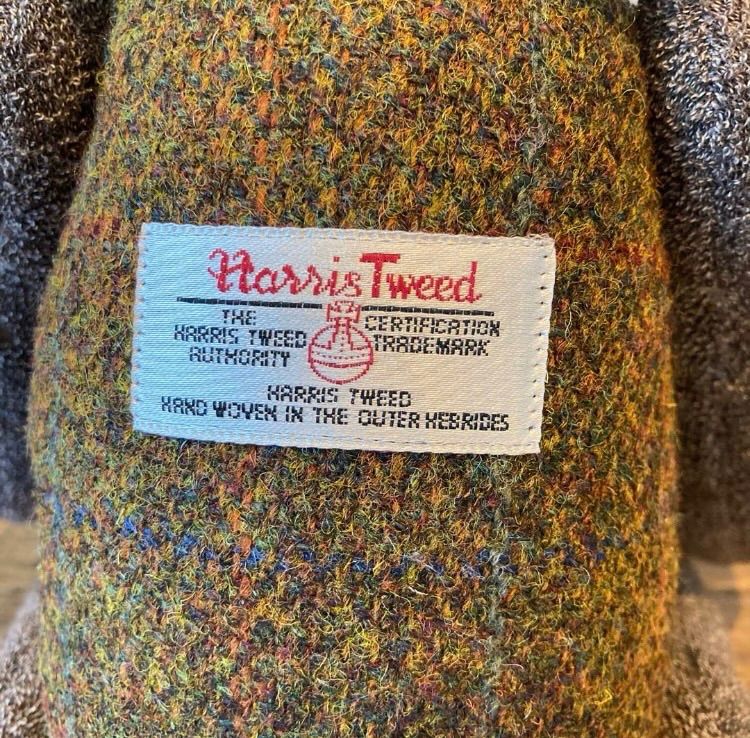 Harris Tweed
THE
HARRIS TWEED
AUTHORITY
CERTIFICATION
TRADEMARK
HARRIS TWEED
HAND WOVEN IN THE OUTER HEBRIDES